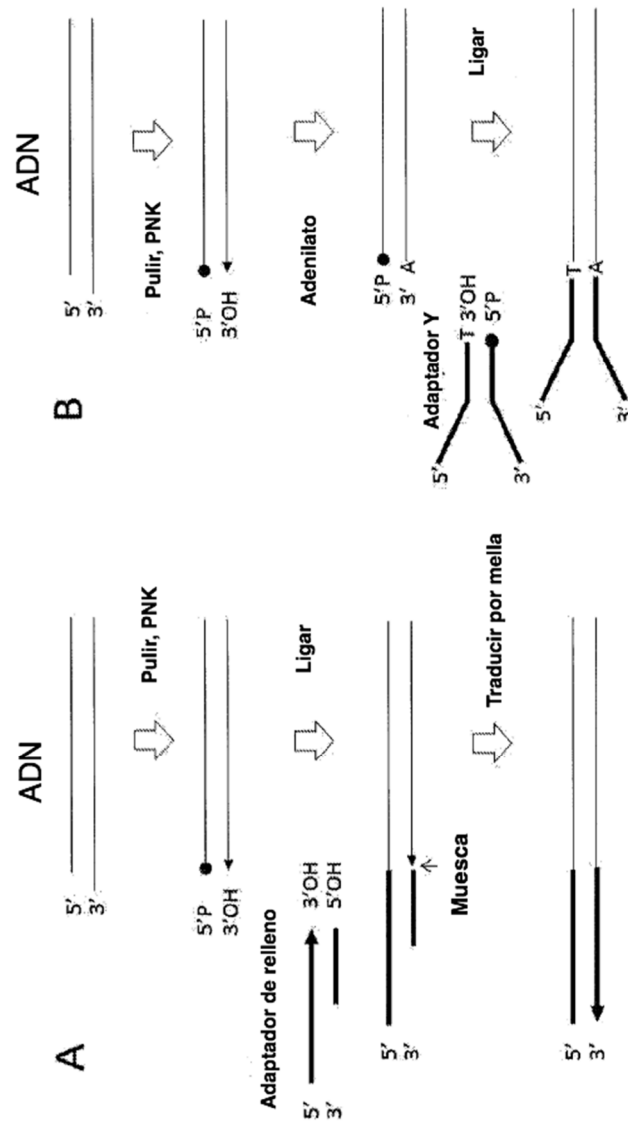 A
ADN
5'
3'
Pulir, PNK
5'P
3'OH
Adaptador de relleno
5'
3'
3'OH
5'OH
Ligar
5'
3'
Muesca
Traducir por mella
5'
3'
B
ADN
5'
3'
Pulir, PNK
5'P
3'OH
Adenilato
5'P
3' A
Adaptador Y
5'
T 3'OH
5'P
3'
Ligar
5'
T
A
3'